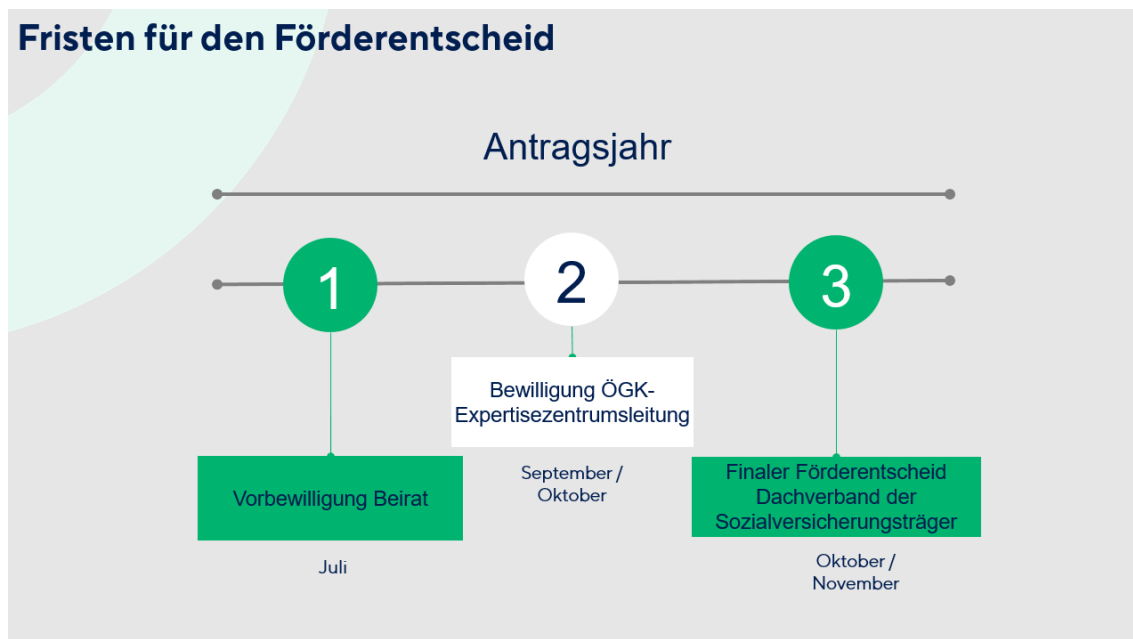 Fristen für den Förderentscheid
Antragsjahr
1
2
3
Bewilligung ÖGK-
Expertisezentrumsleitung
September /
Oktober
Vorbewilligung Beirat
Juli
Finaler Förderentscheid
Dachverband der
Sozialversicherungsträger
Oktober /
November